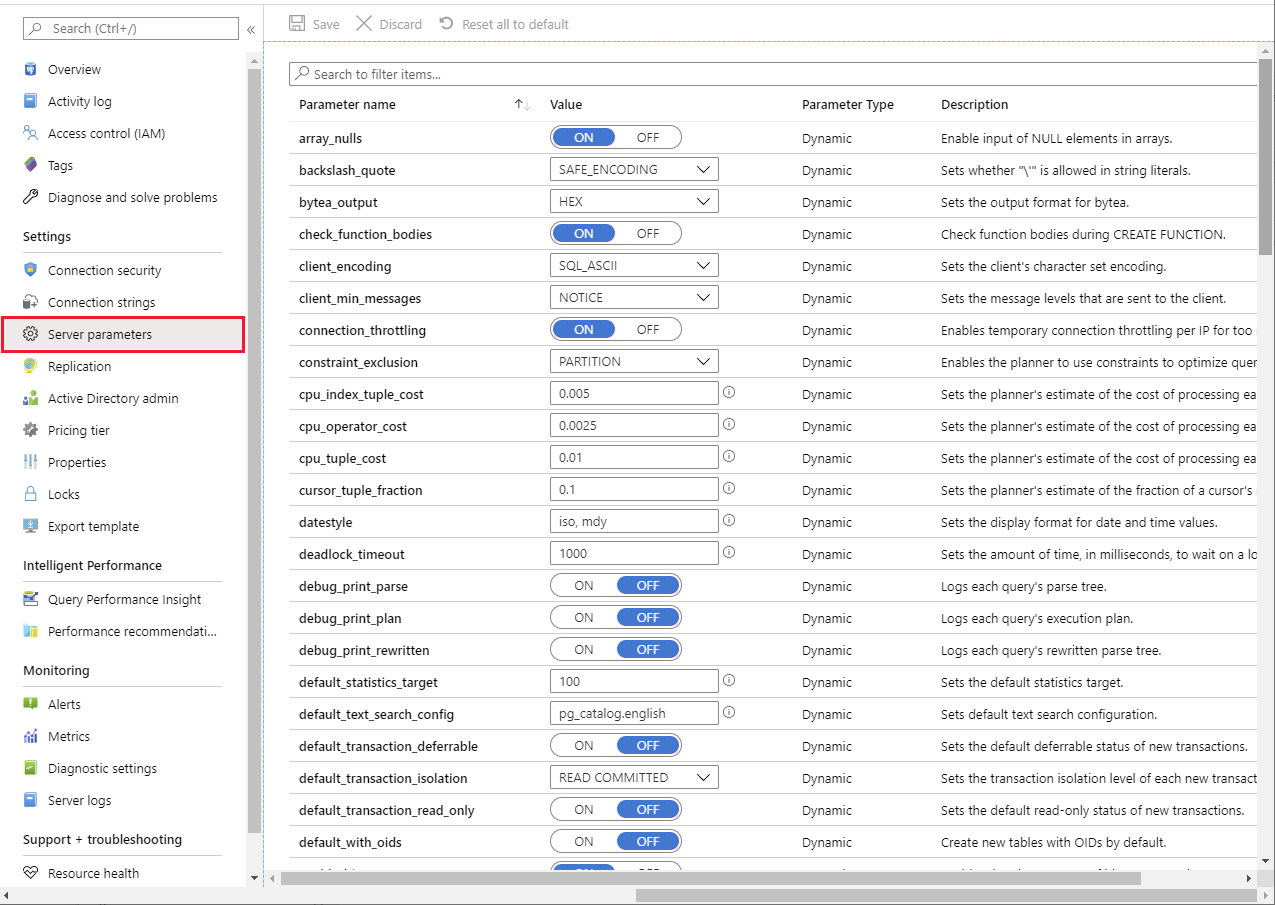 Search (Ctrl+/)
«
Save Discard Reset all to default
Overview
Activity log
Access control (IAM)
Tags
Diagnose and solve problems
Settings
Connection security
Connection strings
Server parameters
Replication
Active Directory admin
Pricing tier
Properties
Locks
Export template
Intelligent Performance
Query Performance Insight
Performance recommendati...
Monitoring
Alerts
Metrics
Diagnostic settings
Server logs
Support + troubleshooting
Resource health
Search to filter items...
Parameter name ↑↓ Value Parameter Type Description
array_nulls ON OFF Dynamic Enable input of NULL elements in arrays.
backslash_quote SAFE_ENCODING Dynamic Sets whether "\'" is allowed in string literals.
bytea_output HEX Dynamic Sets the output format for bytea.
check_function_bodies ON OFF Dynamic Check function bodies during CREATE FUNCTION.
client_encoding SQL_ASCII Dynamic Sets the client's character set encoding.
client_min_messages NOTICE Dynamic Sets the message levels that are sent to the client.
connection_throttling ON OFF Dynamic Enables temporary connection throttling per IP for too
constraint_exclusion PARTITION Dynamic Enables the planner to use constraints to optimize quer
cpu_index_tuple_cost 0.005 Dynamic Sets the planner's estimate of the cost of processing ea
cpu_operator_cost 0.0025 Dynamic Sets the planner's estimate of the cost of processing ea
cpu_tuple_cost 0.01 Dynamic Sets the planner's estimate of the cost of processing ea
cursor_tuple_fraction 0.1 Dynamic Sets the planner's estimate of the fraction of a cursor's
datestyle iso, mdy Dynamic Sets the display format for date and time values.
deadlock_timeout 1000 Dynamic Sets the amount of time, in milliseconds, to wait on a lo
debug_print_parse ON OFF Dynamic Logs each query's parse tree.
debug_print_plan ON OFF Dynamic Logs each query's execution plan.
debug_print_rewritten ON OFF Dynamic Logs each query's rewritten parse tree.
default_statistics_target 100 Dynamic Sets the default statistics target.
default_text_search_config pg_catalog.english Dynamic Sets default text search configuration.
default_transaction_deferrable ON OFF Dynamic Sets the default deferrable status of new transactions.
default_transaction_isolation READ COMMITTED Dynamic Sets the transaction isolation level of each new transact
default_transaction_read_only ON OFF Dynamic Sets the default read-only status of new transactions.
default_with_oids ON OFF Dynamic Create new tables with OIDs by default.